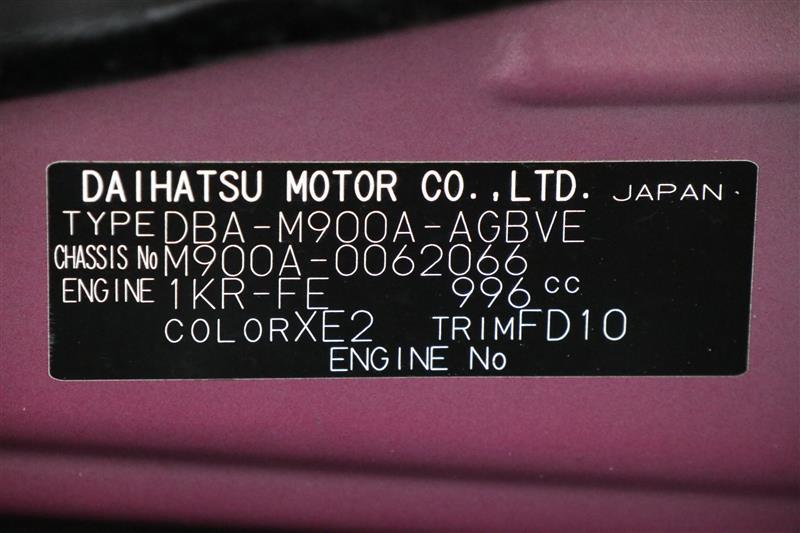 DAIHATSU MOTOR CO.,LTD. JAPAN
TYPE DBA-M900A-AGBVE
CHASSIS No M900A-0062066
ENGINE 1KR-FE 996 cc
COLOR XE2 TRIM FD10
ENGINE No